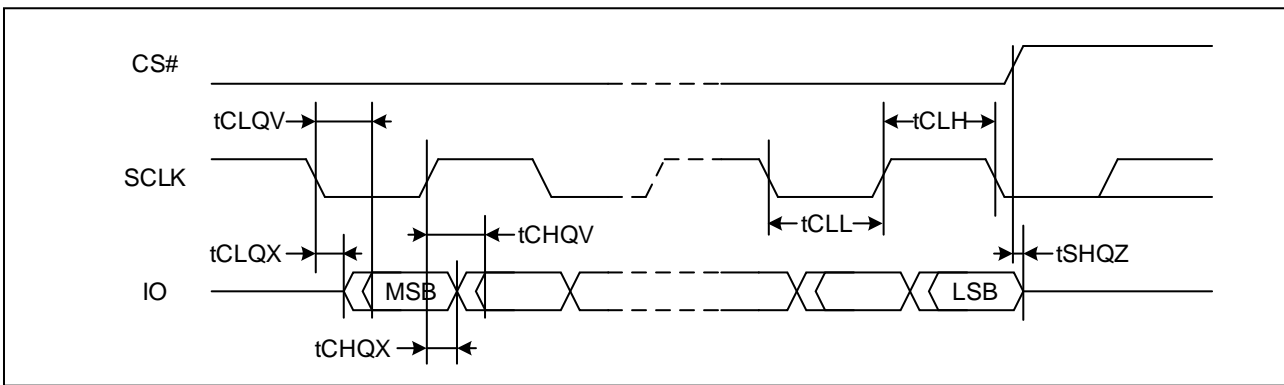 CS#
tCLQV
tCLH
SCLK
tCHQV
tCLL
tCLQX
tSHQZ
IO
MSB
LSB
tCHQX